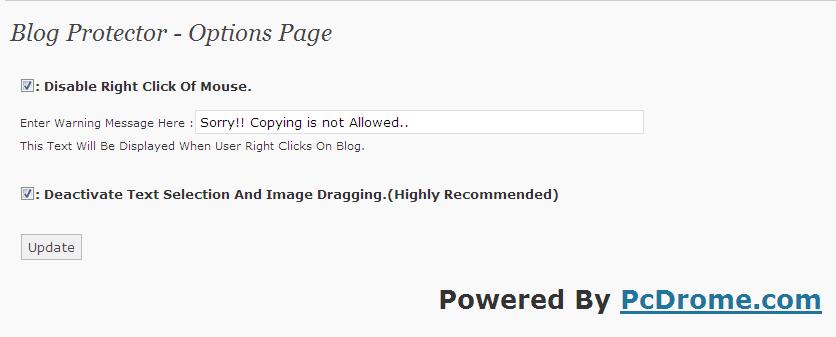 Blog Protector - Options Page
: Disable Right Click Of Mouse.
Enter Warning Message Here : Sorry!! Copying is not Allowed..
This Text Will Be Displayed When User Right Clicks On Blog.
: Deactivate Text Selection And Image Dragging.(Highly Recommended)
Update
Powered By PcDrome.com